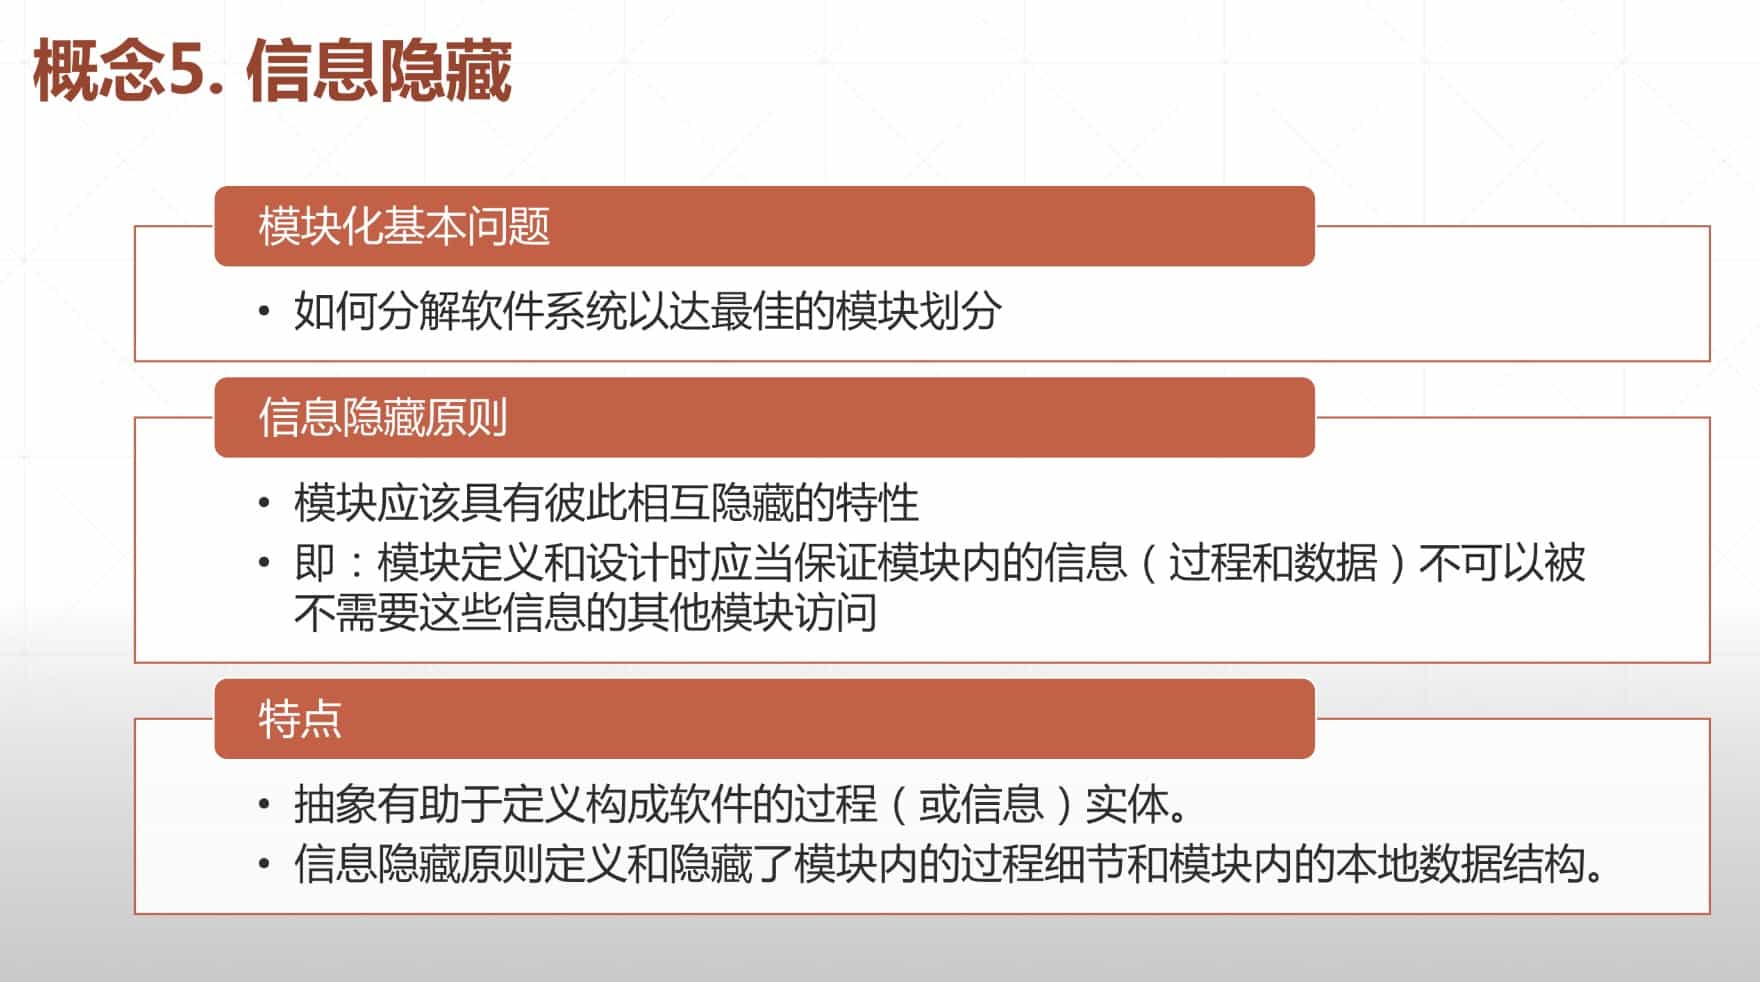 概念5. 信息隐藏
模块化基本问题
• 如何分解软件系统以达最佳的模块划分
信息隐藏原则
• 模块应该具有彼此相互隐藏的特性
• 即：模块定义和设计时应当保证模块内的信息（过程和数据）不可以被
不需要这些信息的其他模块访问
特点
• 抽象有助于定义构成软件的过程（或信息）实体。
• 信息隐藏原则定义和隐藏了模块内的过程细节和模块内的本地数据结构。